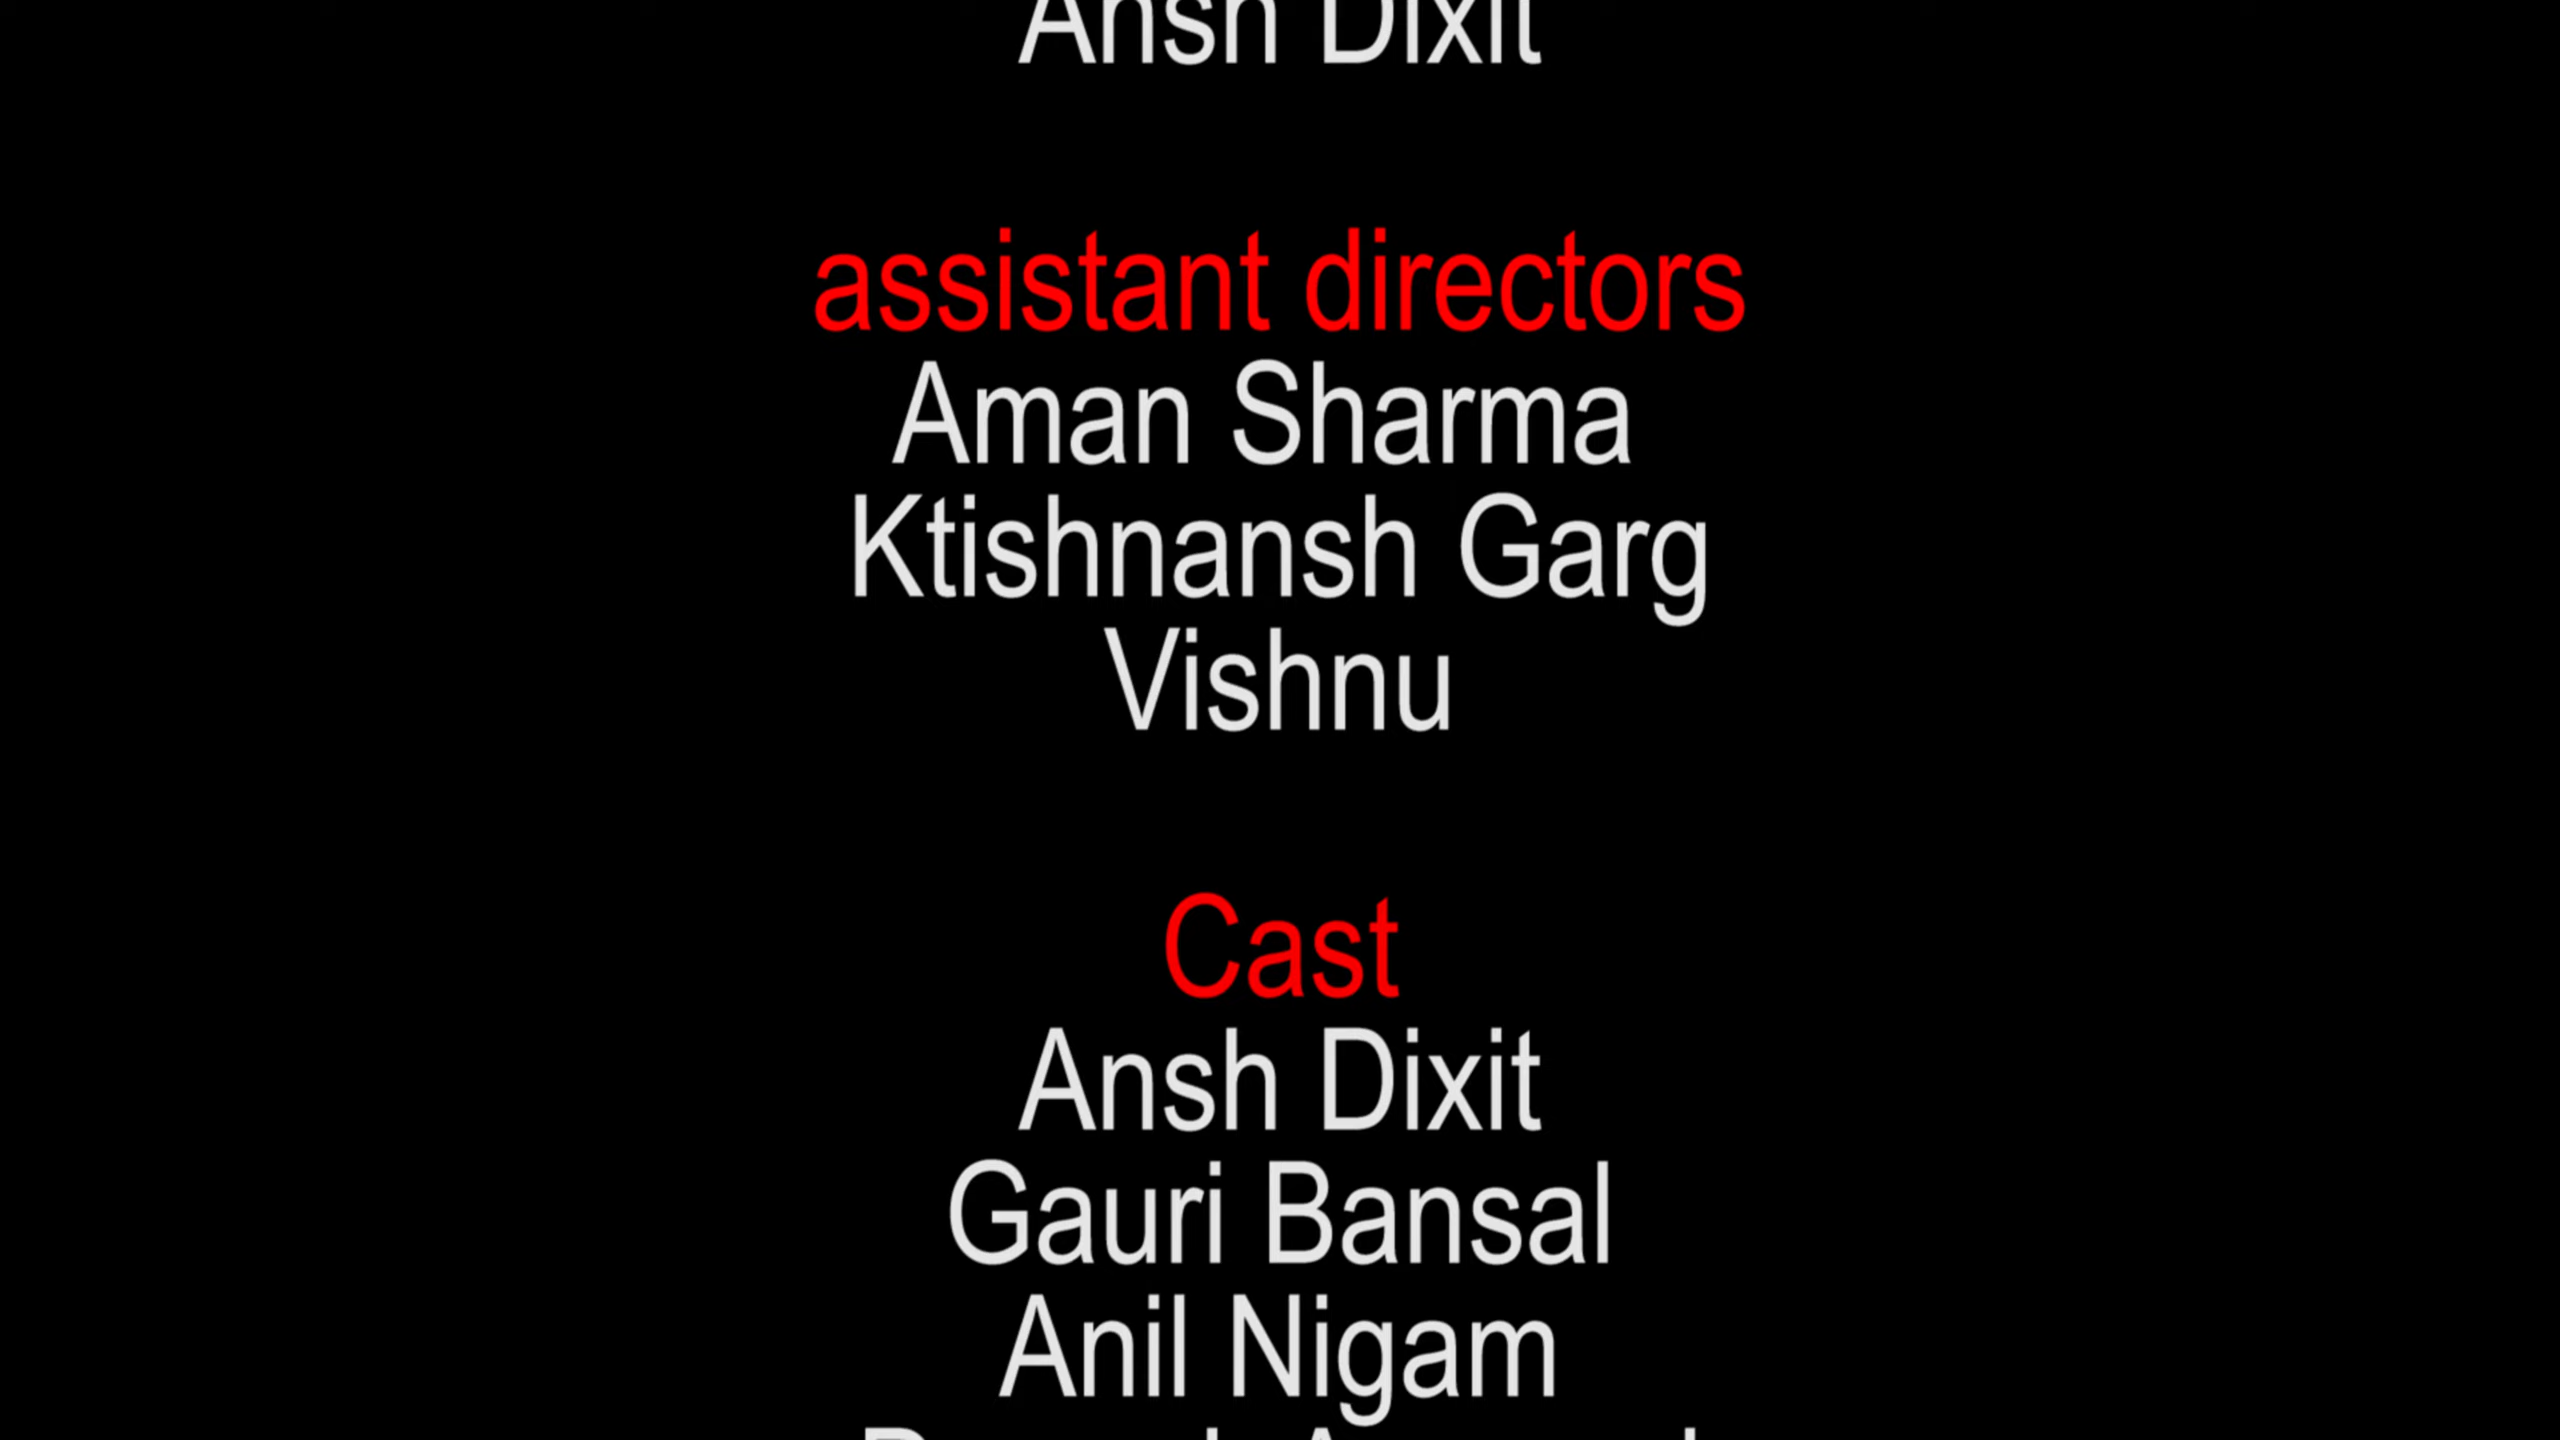 Ansh Dixit
assistant directors
Aman Sharma
Ktishnansh Garg
Vishnu
Cast
Ansh Dixit
Gauri Bansal
Anil Nigam